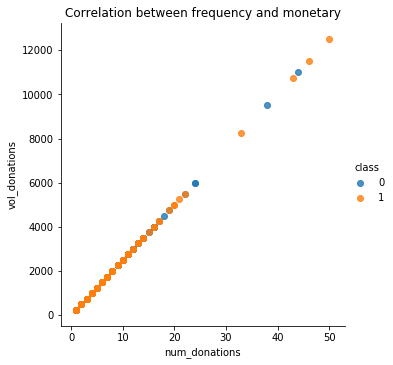 Correlation between frequency and monetary
12000
10000
8000
6000
4000
2000
0
vol_donations
0 10 20 30 40 50
num_donations
class
0
1